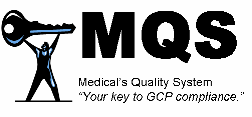 MQS
Medical's Quality System
"Your key to GCP compliance."